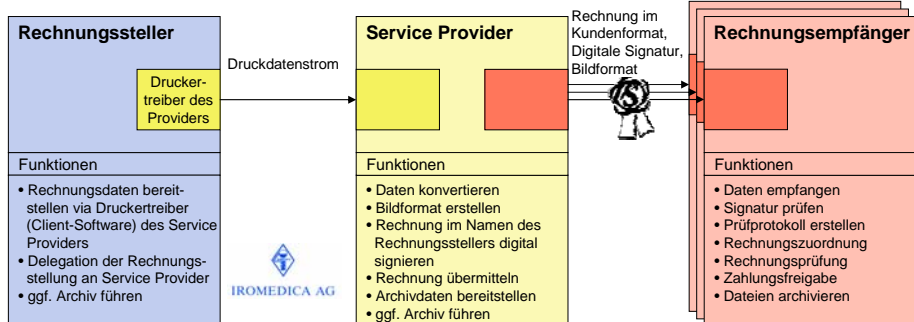 Rechnungssteller
Drucker-
treiber des
Providers
Funktionen
• Rechnungsdaten bereit-
stellen via Druckertreiber
(Client-Software) des Service
Providers
• Delegation der Rechnungs-
stellung an Service Provider
• ggf. Archiv führen
Druckdatenstrom
IROMEDICA AG
Service Provider
Funktionen
• Daten konvertieren
• Bildformat erstellen
• Rechnung im Namen des
Rechnungsstellers digital
signieren
• Rechnung übermitteln
• Archivdaten bereitstellen
• ggf. Archiv führen
Rechnung im
Kundenformat,
Digitale Signatur,
Bildformat
S
Rechnungsempfänger
Funktionen
• Daten empfangen
• Signatur prüfen
• Prüfprotokoll erstellen
• Rechnungszuordnung
• Rechnungsprüfung
• Zahlungsfreigabe
• Dateien archivieren